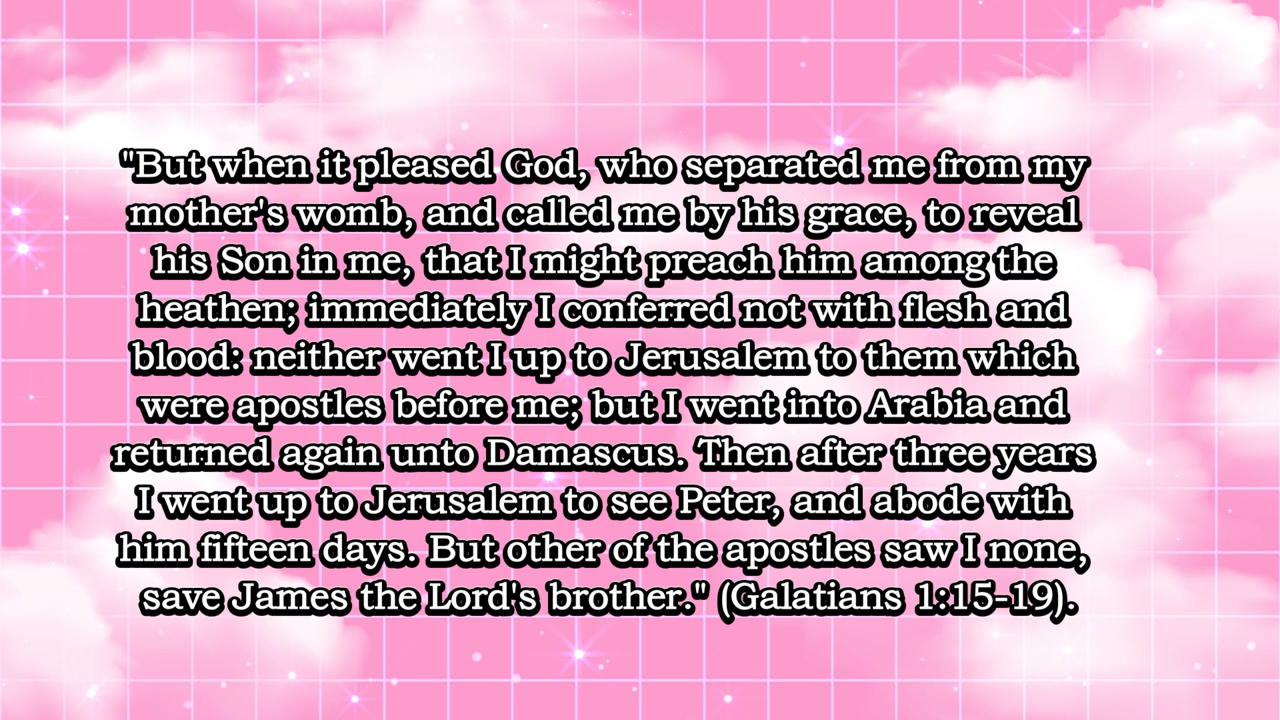 "But when it pleased God, who separated me from my
mother's womb, and called me by his grace, to reveal
his Son in me, that I might preach him among the
heathen; immediately I conferred not with flesh and
blood: neither went I up to Jerusalem to them which
were apostles before me; but I went into Arabia and
returned again unto Damascus. Then after three years
I went up to Jerusalem to see Peter, and abode with
him fifteen days. But other of the apostles saw I none,
save James the Lord's brother." (Galatians 1:15-19).